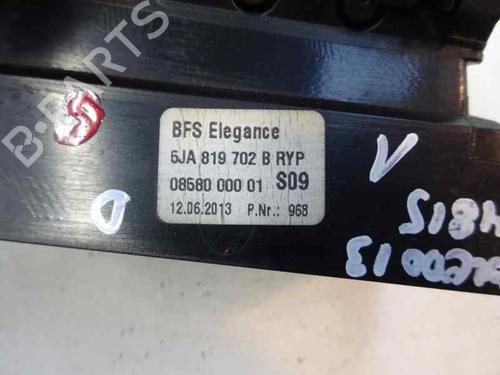 B-PARTS
BFS Elegance
5JA 819 702 B RYP
08580 000 01 S09
12.06.2013 P.Nr.: 968
D
V